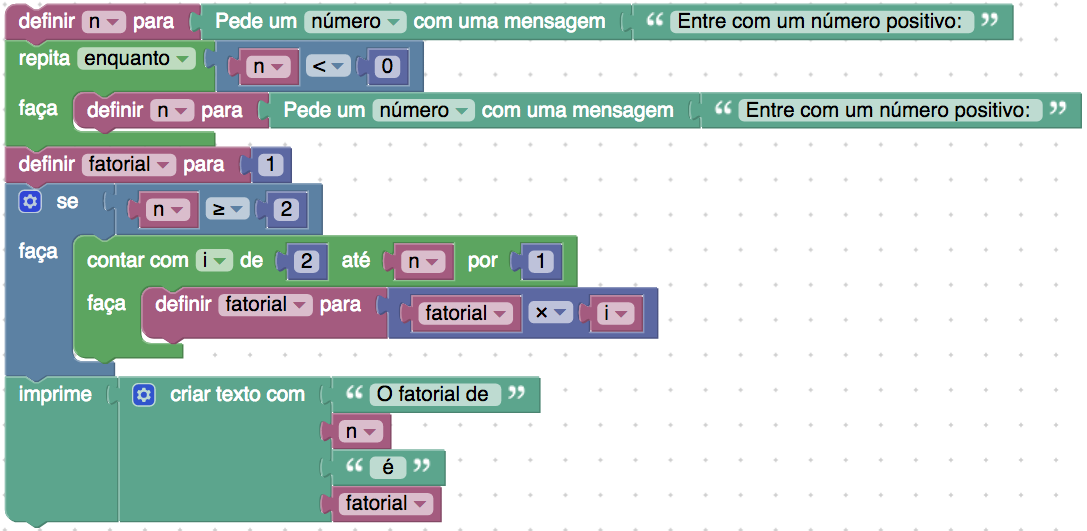 definir n para Pede um número com uma mensagem “ Entre com um número positivo: ”
repita enquanto n < 0
faça definir n para Pede um número com uma mensagem “ Entre com um número positivo: ”
definir fatorial para 1
se n ≥ 2
faça contar com i de 2 até n por 1
faça definir fatorial para fatorial × i
imprime criar texto com “ O fatorial de ”
n
“ é ”
fatorial